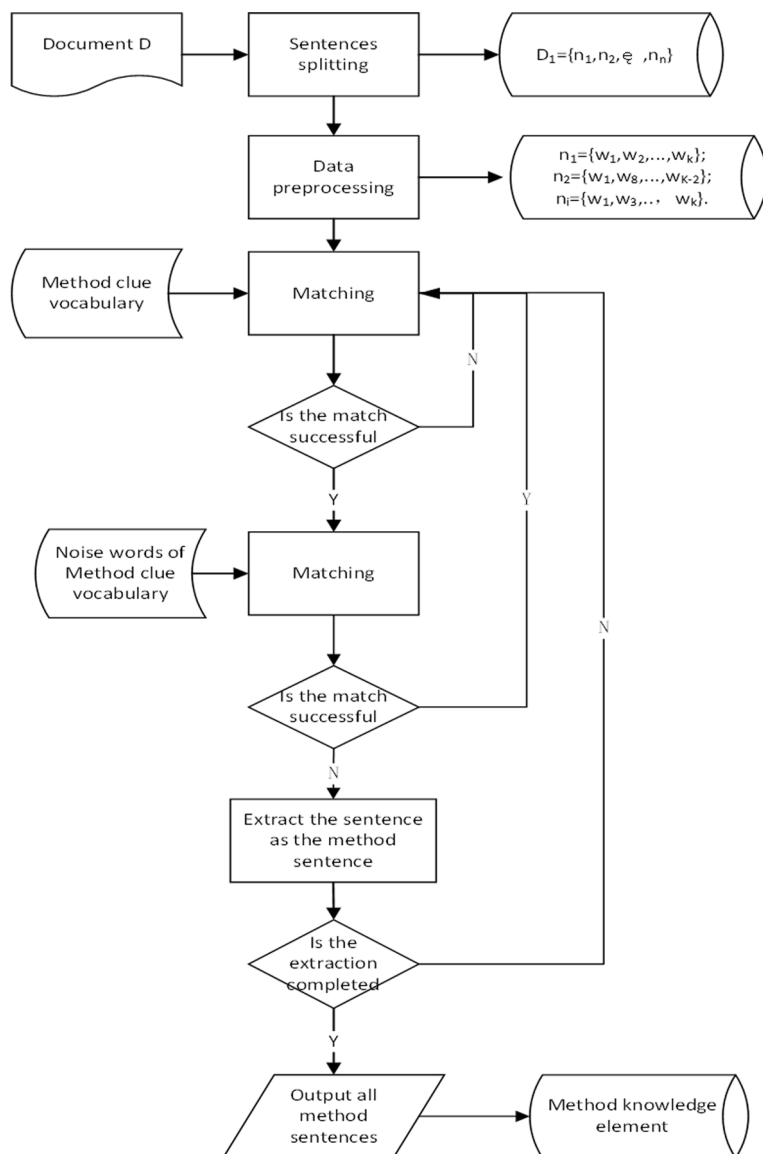 Document D
Sentences
splitting
D₁={n₁,n₂,ę ,nₙ}
Data
preprocessing
n₁={w₁,w₂,...,wₖ};
n₂={w₁,w₈,...,w_K-2};
nᵢ={w₁,w₃,.., wₖ}.
Method clue
vocabulary
Matching
N
Is the match
successful
Y
Y
Noise words of
Method clue
vocabulary
Matching
N
Is the match
successful
N
Extract the sentence
as the method
sentence
Is the
extraction
completed
Y
Output all
method
sentences
Method knowledge
element